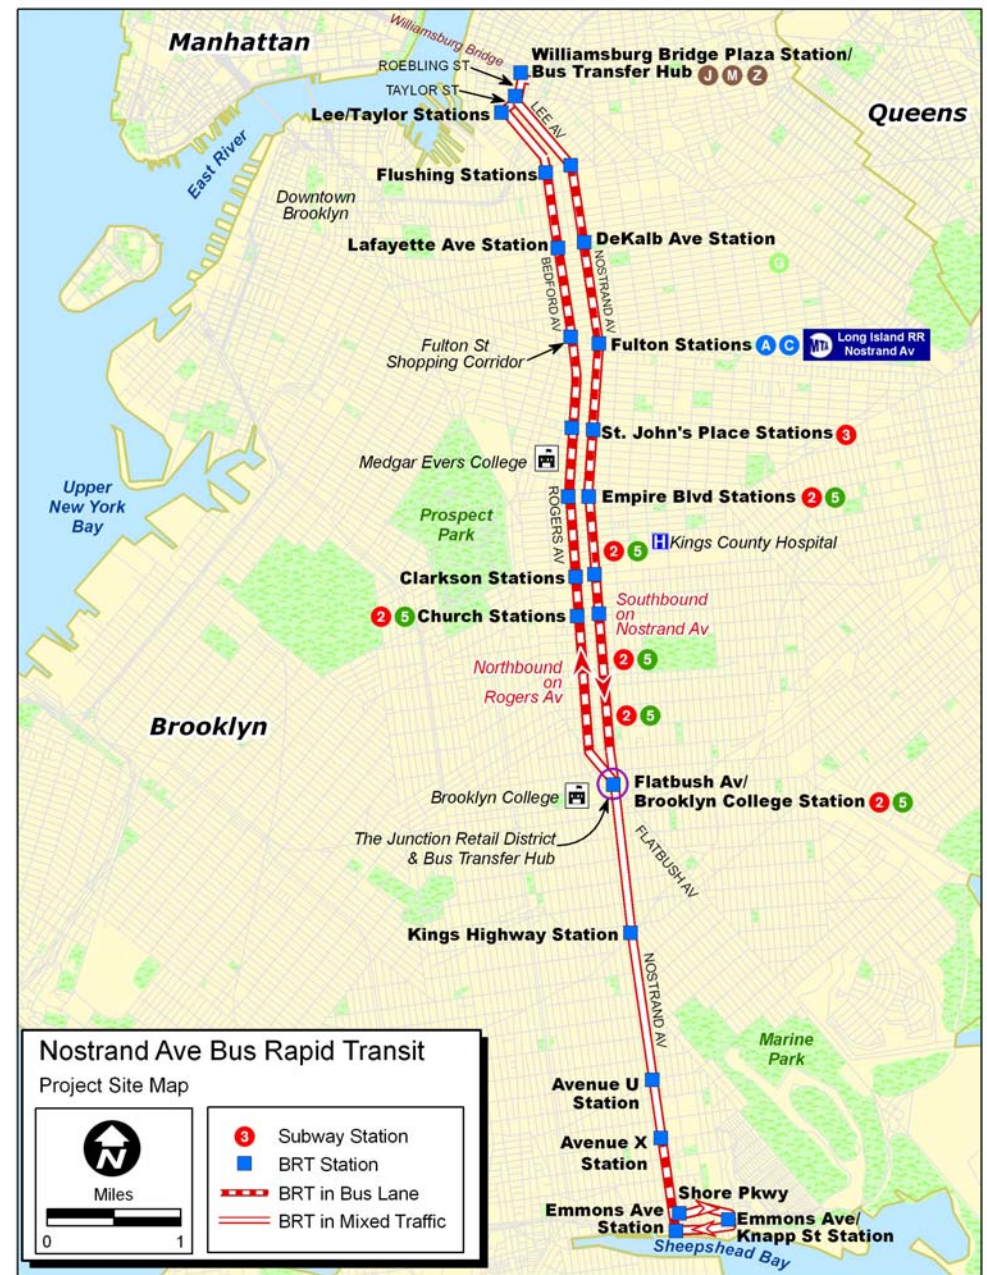 Manhattan
Williamsburg Bridge
ROEBLING ST
TAYLOR ST
Williamsburg Bridge Plaza Station/
Bus Transfer Hub J M Z
Lee/Taylor Stations
LEE AV
Queens
East River
Flushing Stations
Downtown
Brooklyn
Lafayette Ave Station
DeKalb Ave Station
G
BEDFORD AV
NOSTRAND AV
Fulton St
Shopping Corridor
Fulton Stations A C
MTA
Long Island RR
Nostrand Av
St. John's Place Stations 3
Medgar Evers College
Upper
New York
Bay
Prospect
Park
ROGERS AV
Empire Blvd Stations 2 5
2 5
H Kings County Hospital
Clarkson Stations
2 5 Church Stations
Southbound
on
Nostrand Av
2 5
Northbound
on
Rogers Av
2 5
Brooklyn
Flatbush Av/
Brooklyn College Station 2 5
Brooklyn College
The Junction Retail District
& Bus Transfer Hub
FLATBUSH AV
Kings Highway Station
NOSTRAND AV
Marine
Park
Avenue U
Station
Avenue X
Station
Shore Pkwy
Emmons Ave
Station
Emmons Ave/
Knapp St Station
Sheepshead Bay
Nostrand Ave Bus Rapid Transit
Project Site Map
N
Miles
0 1
3 Subway Station
BRT Station
BRT in Bus Lane
BRT in Mixed Traffic